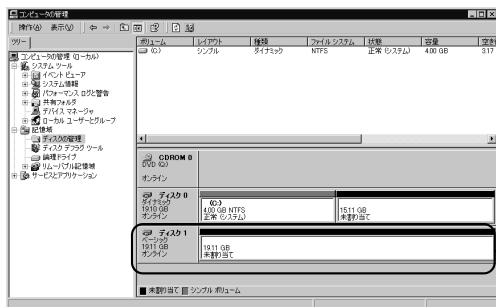 コンピュータの管理
操作(A) 表示(V)
ツリー
コンピュータの管理 (ローカル)
システム ツール
イベント ビューア
システム情報
パフォーマンス ログと警告
共有フォルダ
デバイス マネージャ
ローカル ユーザーとグループ
記憶域
ディスクの管理
ディスク デフラグ ツール
論理ドライブ
リムーバブル記憶域
サービスとアプリケーション
ボリューム レイアウト 種類 ファイル システム 状態 容量 空き
(C:) シンプル ダイナミック NTFS 正常 (システム) 4.00 GB 3.17
CDROM 0
DVD (Q:)
オンライン
ディスク 0
ダイナミック
19.10 GB
オンライン
(C:)
4.00 GB NTFS
正常 (システム)
15.11 GB
未割り当て
ディスク 1
ベーシック
19.11 GB
オンライン
19.11 GB
未割り当て
未割り当て シンプル ボリューム